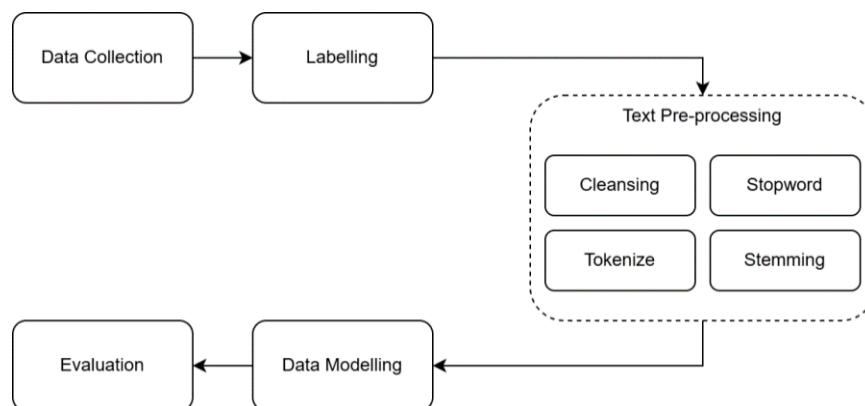 Data Collection
Labelling
Text Pre-processing
Cleansing
Stopword
Tokenize
Stemming
Evaluation
Data Modelling